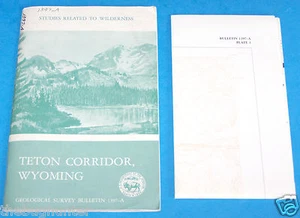 STUDIES RELATED TO WILDERNESS
TETON CORRIDOR,
WYOMING
GEOLOGICAL SURVEY BULLETIN 1397-A
BULLETIN 1397-A
PLATE 1